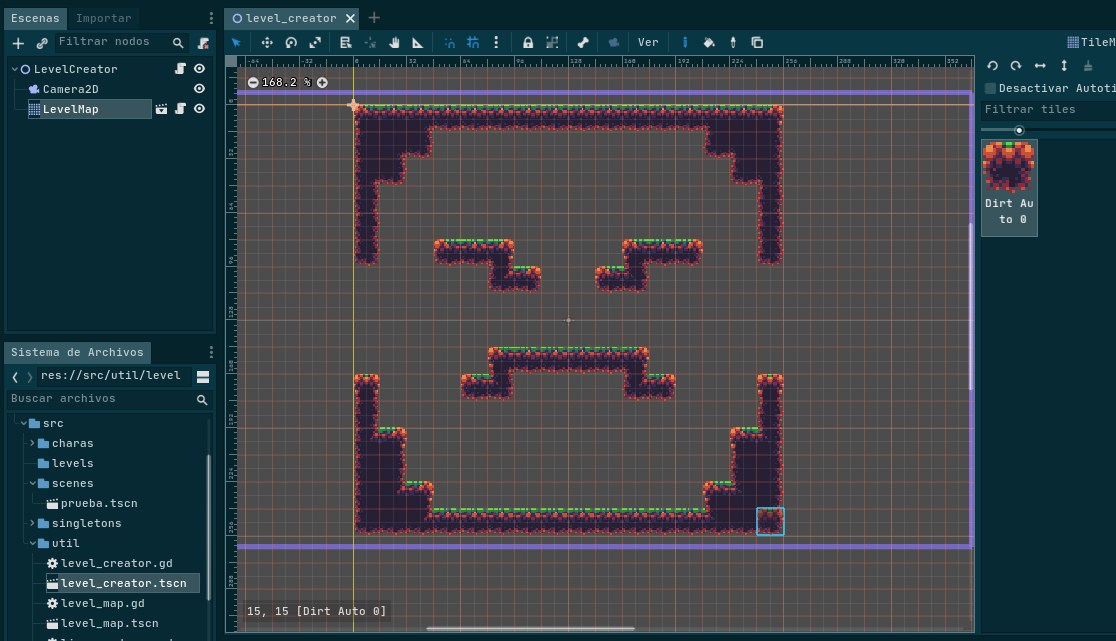 Escenas
Importar
Filtrar nodos
LevelCreator
Camera2D
LevelMap
Sistema de Archivos
res://src/util/level
Buscar archivos
src
charas
levels
scenes
prueba.tscn
singletons
util
level_creator.gd
level_creator.tscn
level_map.gd
level_map.tscn
level_creator
Ver
168.2 %
15, 15 [Dirt Auto 0]
TileM
Desactivar Autoti
Filtrar tiles
Dirt Au
to 0